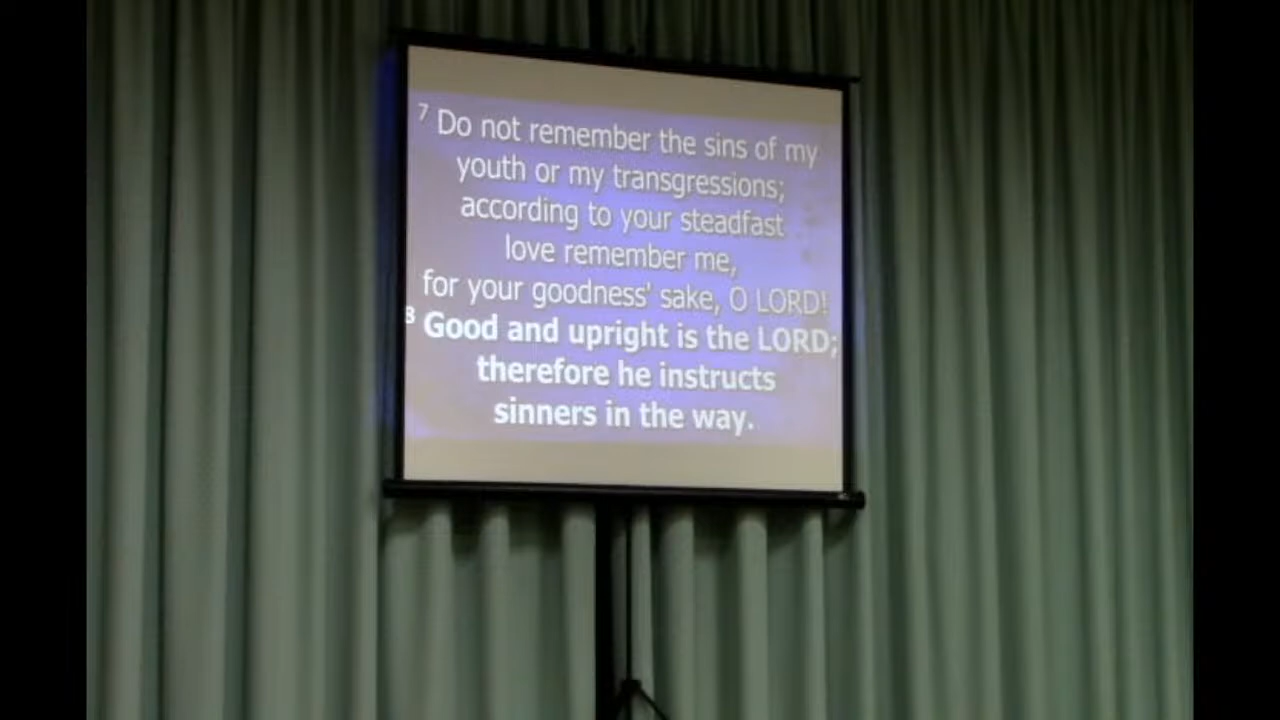 7 Do not remember the sins of my
youth or my transgressions;
according to your steadfast
love remember me,
for your goodness' sake, O LORD!
8 Good and upright is the LORD;
therefore he instructs
sinners in the way.